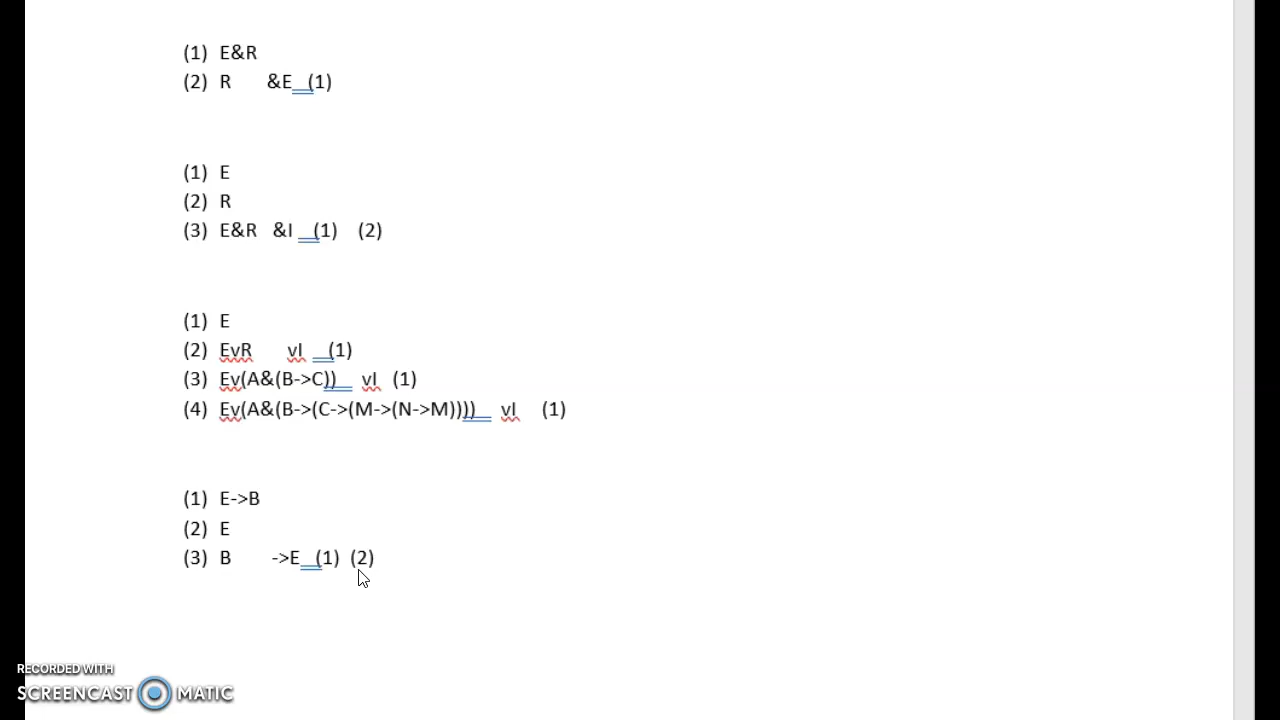 (1) E&R
(2) R &E (1)
(1) E
(2) R
(3) E&R &I (1) (2)
(1) E
(2) EvR vI (1)
(3) Ev(A&(B->C)) vI (1)
(4) Ev(A&(B->(C->(M->(N->M)))) vI (1)
(1) E->B
(2) E
(3) B ->E (1) (2)
RECORDED WITH
SCREENCAST MATIC